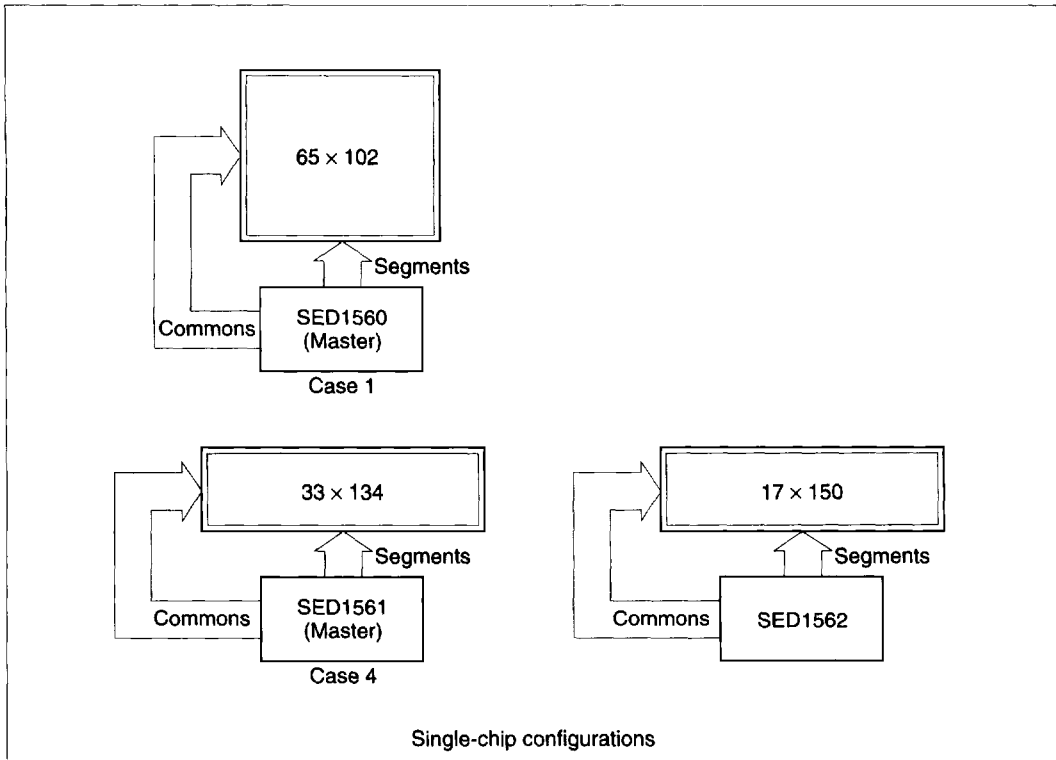 65 × 102
Segments
SED1560
(Master)
Commons
Case 1
33 × 134
Segments
SED1561
(Master)
Commons
Case 4
17 × 150
Segments
SED1562
Commons
Single-chip configurations